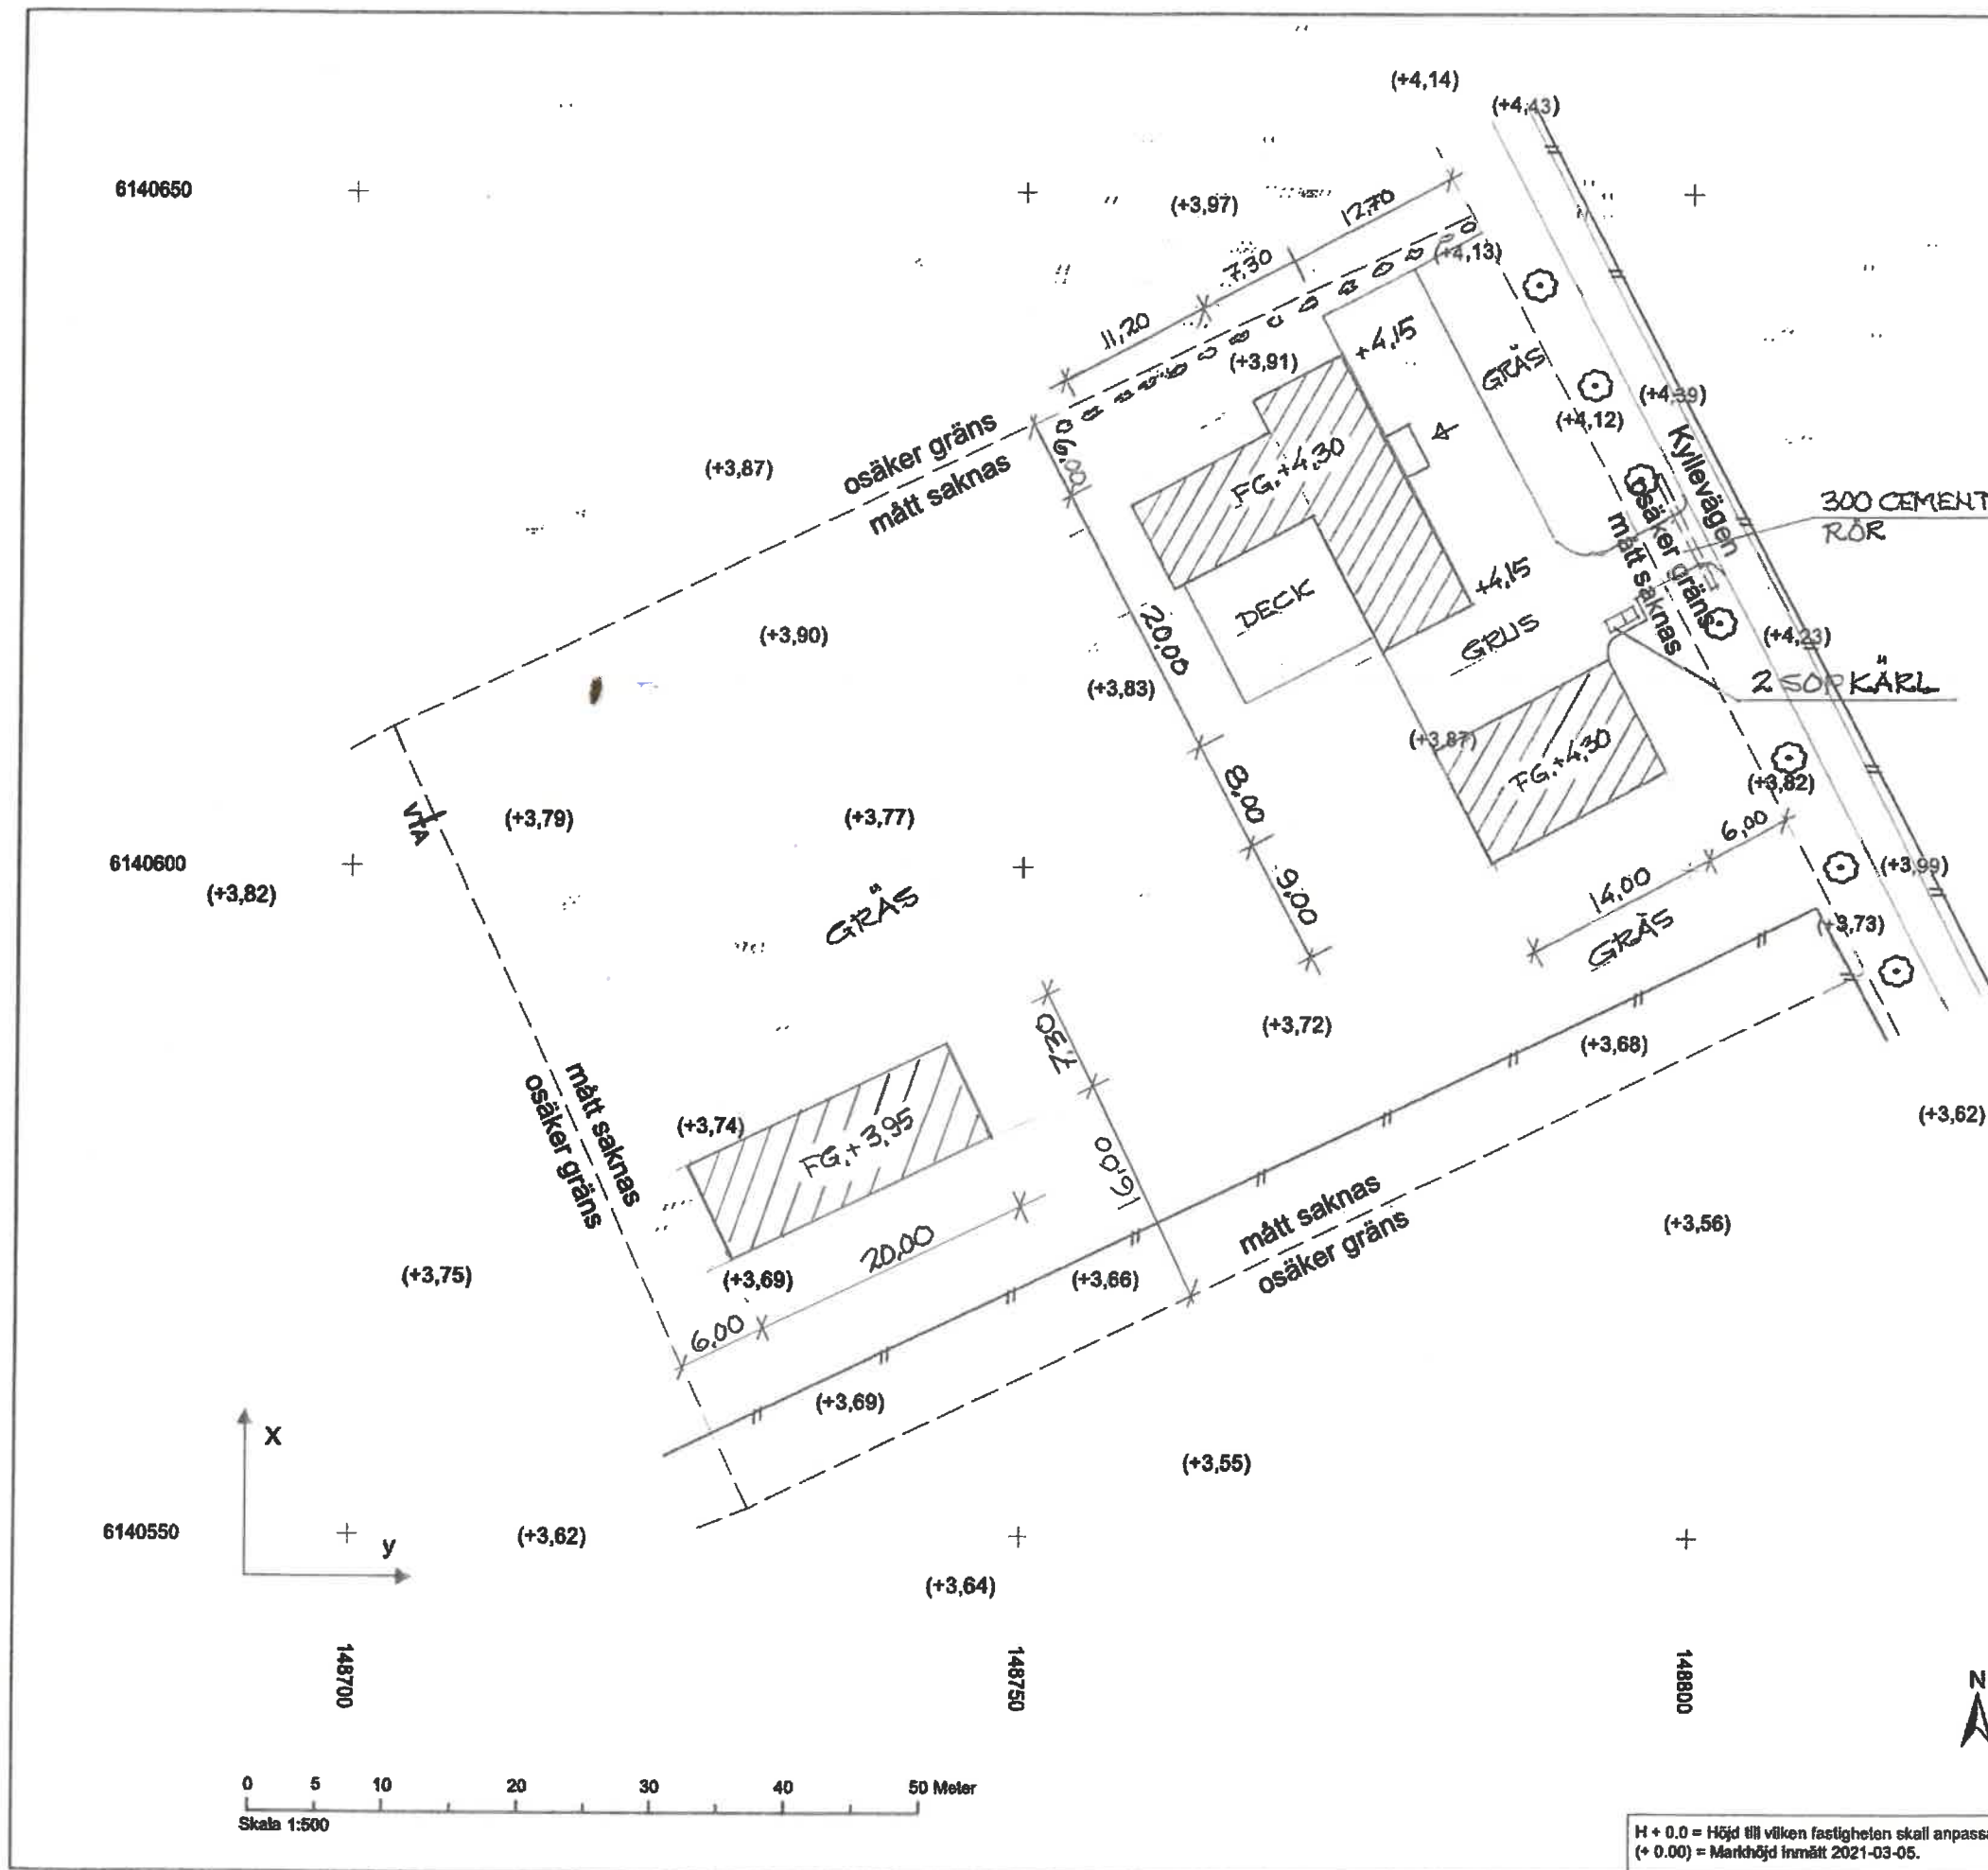 (+4,14)
(+4,43)
6140650
(+3,97)
12,70
(+4,13)
7,30
11,20
+4,15
(+3,91)
GRÄS
(+4,39)
(+4,12)
osäker gräns
mått saknas
(+3,87)
6,00
FG.+4,30
Kyllevägen
osäker gräns
mått saknas
300 CEMENT
RÖR
+4,15
DECK
GRUS
20,00
(+3,90)
(+4,23)
(+3,83)
2 SOPKÄRL
(+3,87)
FG.+4,30
(+3,82)
VTA
(+3,79)
(+3,77)
8,00
6,00
6140600
(+3,82)
(+3,99)
9,00
14,00
GRÄS
GRÄS
(+3,73)
7,30
(+3,72)
(+3,68)
mått saknas
osäker gräns
(+3,74)
FG.+3,95
(+3,62)
16,00
mått saknas
osäker gräns
(+3,56)
20,00
(+3,75)
(+3,69)
(+3,66)
6,00
(+3,69)
X
(+3,55)
6140550
y
(+3,62)
(+3,64)
148700
148750
148800
N
0 5 10 20 30 40 50 Meter
Skala 1:500
H + 0.0 = Höjd till vilken fastigheten skall anpassa
(+ 0.00) = Markhöjd inmätt 2021-03-05.